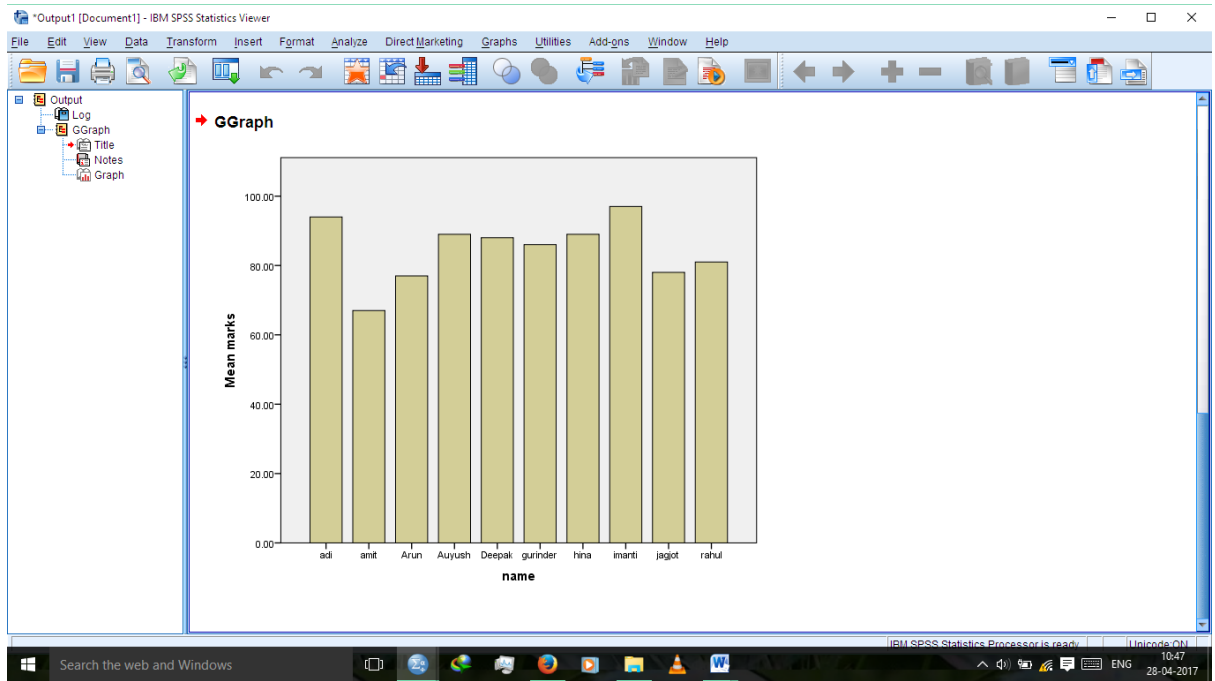 *Output1 [Document1] - IBM SPSS Statistics Viewer
File Edit View Data Transform Insert Format Analyze Direct Marketing Graphs Utilities Add-ons Window Help
Output
Log
GGraph
Title
Notes
Graph
GGraph
100.00
80.00
60.00
40.00
20.00
0.00
Mean marks
adi amit Arun Auyush Deepak gurinder hina imanti jagjot rahul
name
IBM SPSS Statistics Processor is ready Unicode:ON
Search the web and Windows
ENG
10:47
28-04-2017